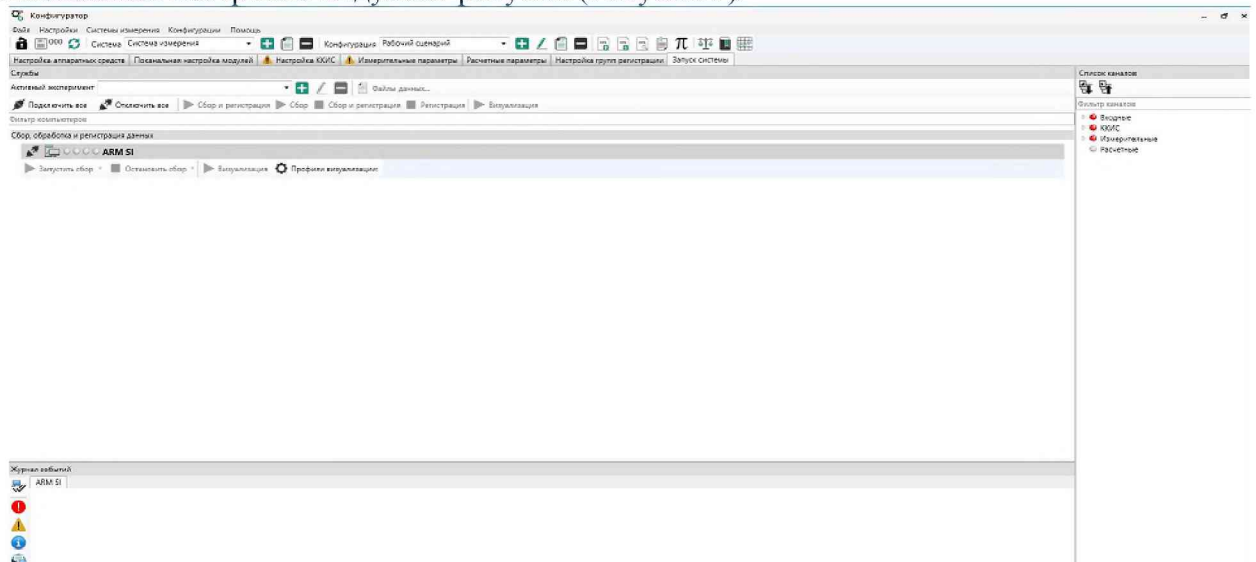 Конфигуратор
Файл Настройки Системы измерения Конфигурации Помощь
Система Система измерения Конфигурация Рабочий сценарий
Настройка аппаратных средств Поканальная настройка модулей Настройка ККИС Измерительные параметры Расчетные параметры Настройка групп регистрации Запуск системы
Службы
Активный эксперимент Файлы данных...
Подключить все Отключить все Сбор и регистрация Сбор Сбор и регистрация Регистрация Визуализация
Фильтр компьютеров
Сбор, обработка и регистрация данных
ARM SI
Запустить сбор Остановить сбор Визуализация Профили визуализации
Список каналов
Фильтр каналов
Входные
ККИС
Измерительные
Расчетные
Журнал событий
ARM SI